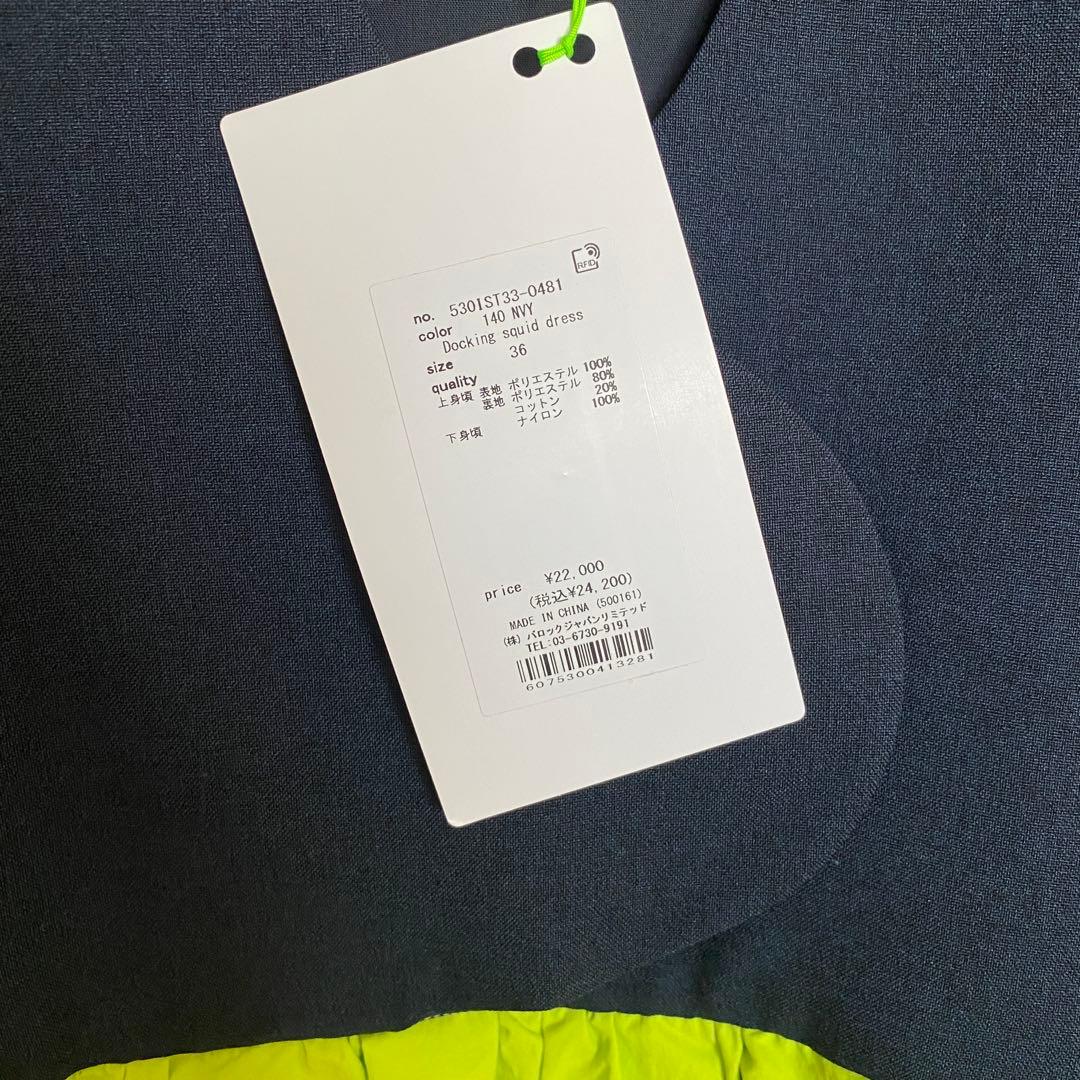 RFID
no. 5301ST33-0481
color 140 NVY
Docking squid dress
size 36
quality
上身頃 表地 ポリエステル 100%
裏地 ポリエステル 80%
コットン 20%
下身頃 ナイロン 100%
price ¥22,000
(税込¥24,200)
MADE IN CHINA (500161)
(株) バロックジャパンリミテッド
TEL:03-6730-9191
6075300413281